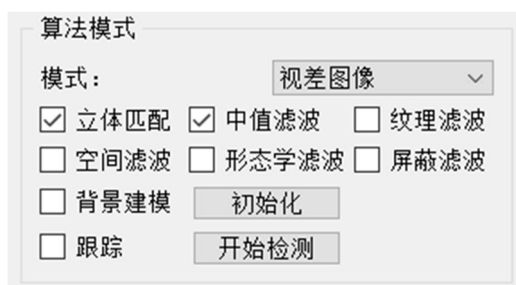 算法模式
模式： 视差图像
立体匹配 中值滤波 纹理滤波
空间滤波 形态学滤波 屏蔽滤波
背景建模 初始化
跟踪 开始检测